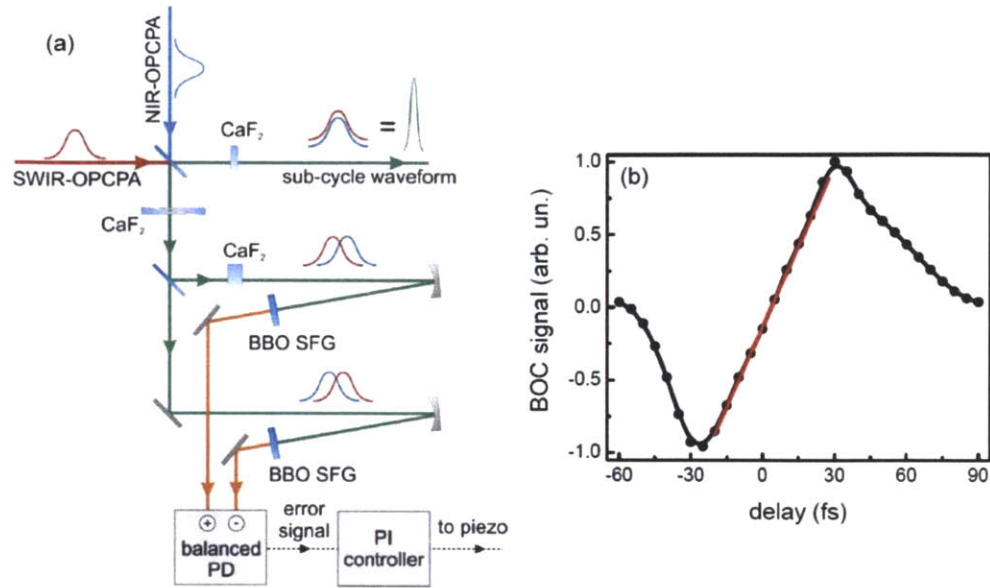 (a)
NIR-OPCPA
CaF₂
=
SWIR-OPCPA
sub-cycle waveform
CaF₂
CaF₂
BBO SFG
BBO SFG
+ -
balanced
PD
error
signal
PI
controller
to piezo
(b)
BOC signal (arb. un.)
1.0
0.5
0.0
-0.5
-1.0
-60 -30 0 30 60 90
delay (fs)